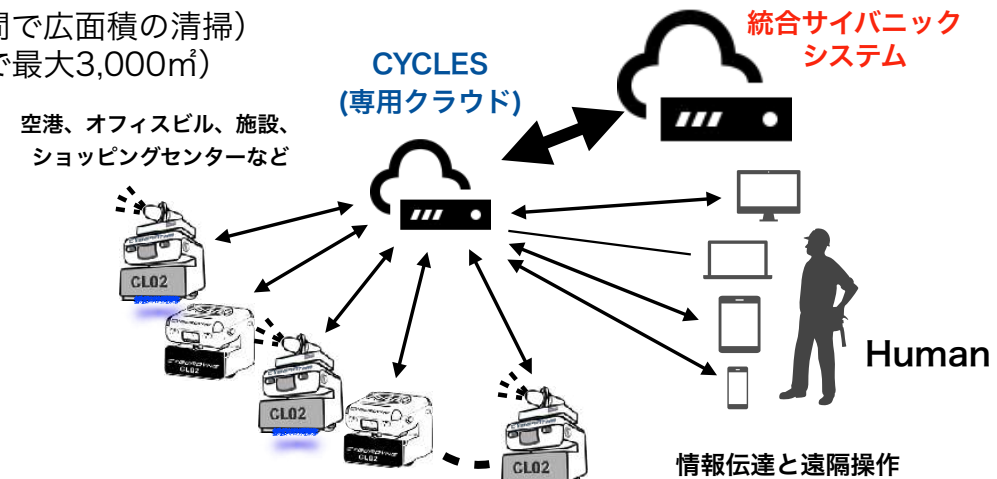 間で広面積の清掃）
で最大3,000㎡）
統合サイバニック
システム
CYCLES
(専用クラウド)
空港、オフィスビル、施設、
ショッピングセンターなど
CL02
CYBERDYNE
CL02
CL02
CYBERDYNE
CL02
CL02
Human
情報伝達と遠隔操作